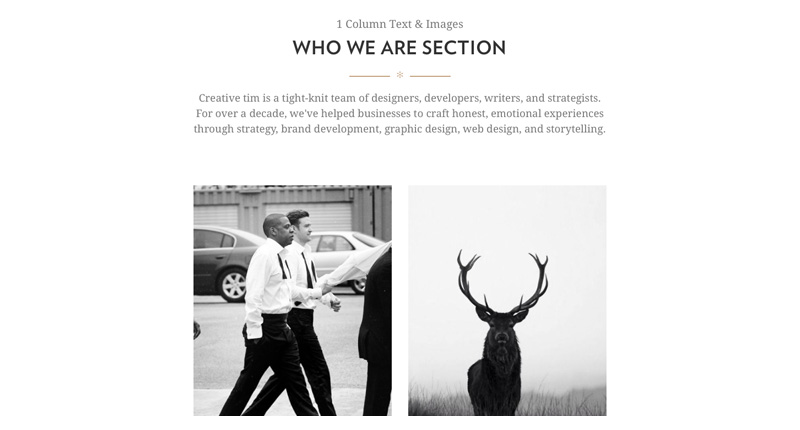 1 Column Text & Images
WHO WE ARE SECTION
Creative tim is a tight-knit team of designers, developers, writers, and strategists.
For over a decade, we've helped businesses to craft honest, emotional experiences
through strategy, brand development, graphic design, web design, and storytelling.